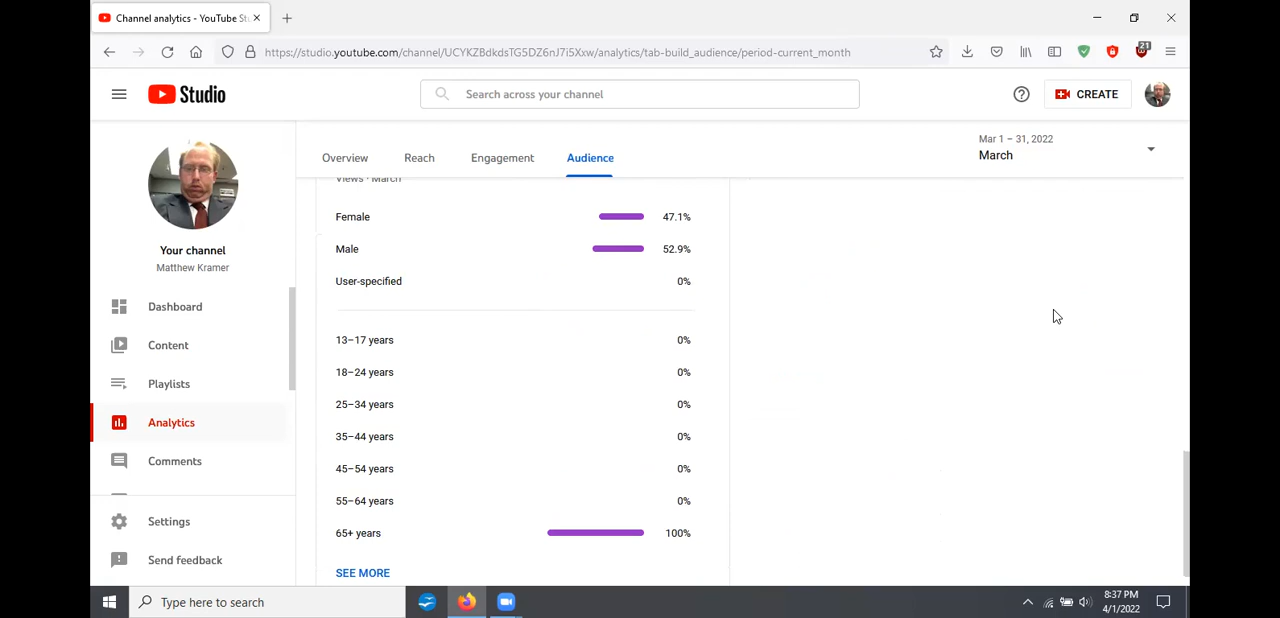 Channel analytics - YouTube St
https://studio.youtube.com/channel/UCYKZBdkdsTG5DZ6nJ7i5Xxw/analytics/tab-build_audience/period-current_month
21
Studio
Search across your channel
CREATE
Your channel
Matthew Kramer
Dashboard
Content
Playlists
Analytics
Comments
Settings
Send feedback
Overview Reach Engagement Audience
Mar 1 – 31, 2022
March
Views · March
Female 47.1%
Male 52.9%
User-specified 0%
13–17 years 0%
18–24 years 0%
25–34 years 0%
35–44 years 0%
45–54 years 0%
55–64 years 0%
65+ years 100%
SEE MORE
Type here to search
8:37 PM
4/1/2022